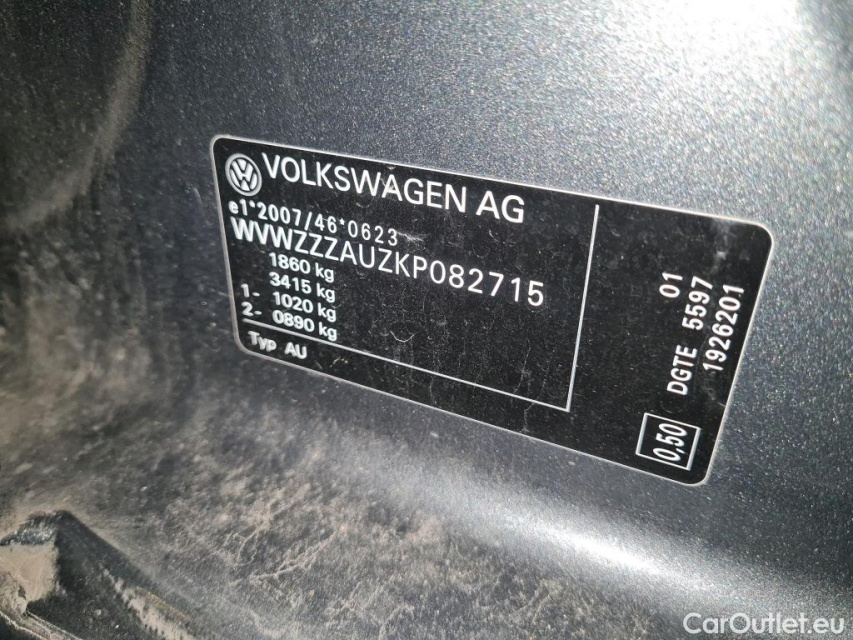 VOLKSWAGEN AG
e1*2007/46*0623
WVWZZZAUZKP082715
1860 kg
3415 kg
1- 1020 kg
2- 0890 kg
Typ AU
01
DGTE 5597
1926201
0,50
CarOutlet.eu